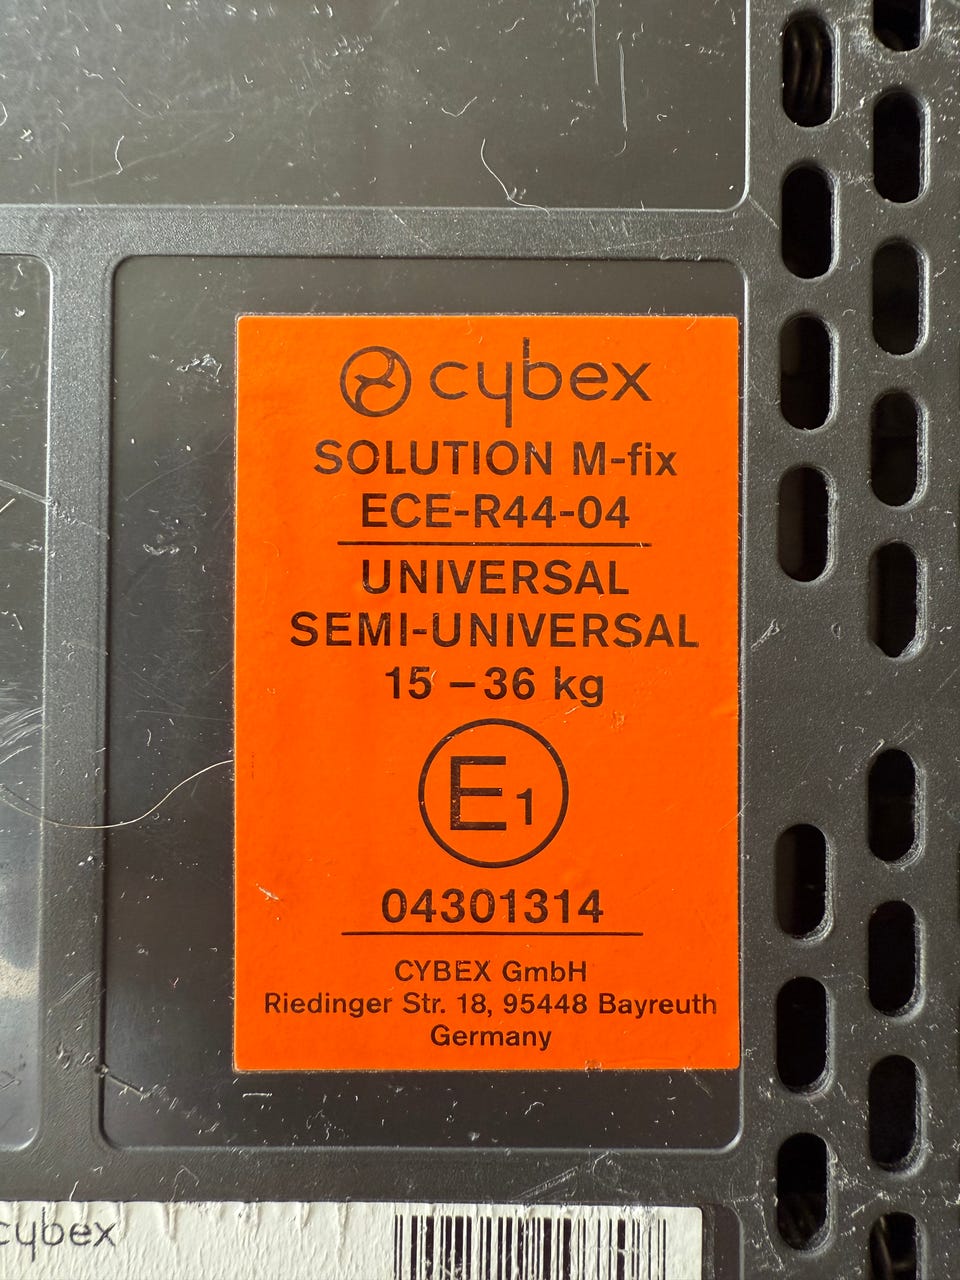 cybex
SOLUTION M-fix
ECE-R44-04
UNIVERSAL
SEMI-UNIVERSAL
15 – 36 kg
E1
04301314
CYBEX GmbH
Riedinger Str. 18, 95448 Bayreuth
Germany
cybex